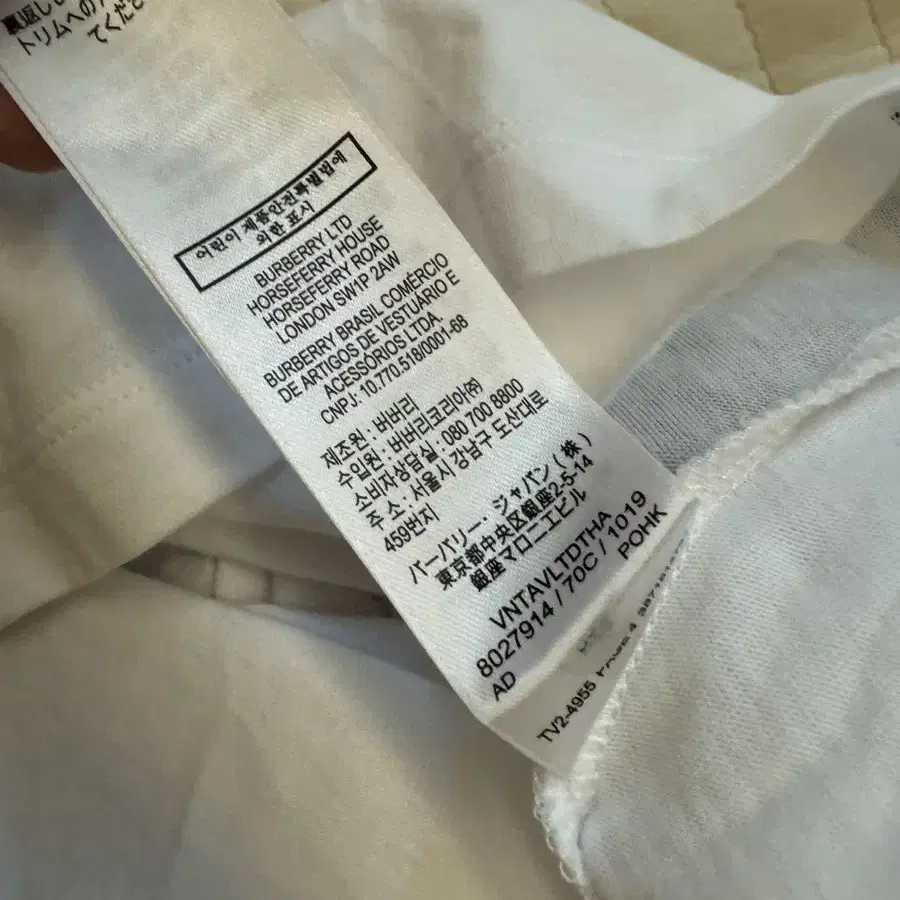 トリムへの
てくださ
어린이 제품안전특별법에
의한 표시
BURBERRY LTD
HORSEFERRY HOUSE
HORSEFERRY ROAD
LONDON SW1P 2AW
BURBERRY BRASIL COMÉRCIO
DE ARTIGOS DE VESTUÁRIO E
ACESSÓRIOS LTDA.
CNPJ: 10.770.518/0001-68
제조원 : 버버리
수입원 : 버버리코리아(주)
소비자상담실 : 080 700 8800
주 소 : 서울시 강남구 도산대로
459번지
バーバリー・ジャパン(株)
東京都中央区銀座2-5-14
銀座マロニエビル
VNTAVLTDTHA
8027914 / 70C / 1019
AD POHK
TV2-4955